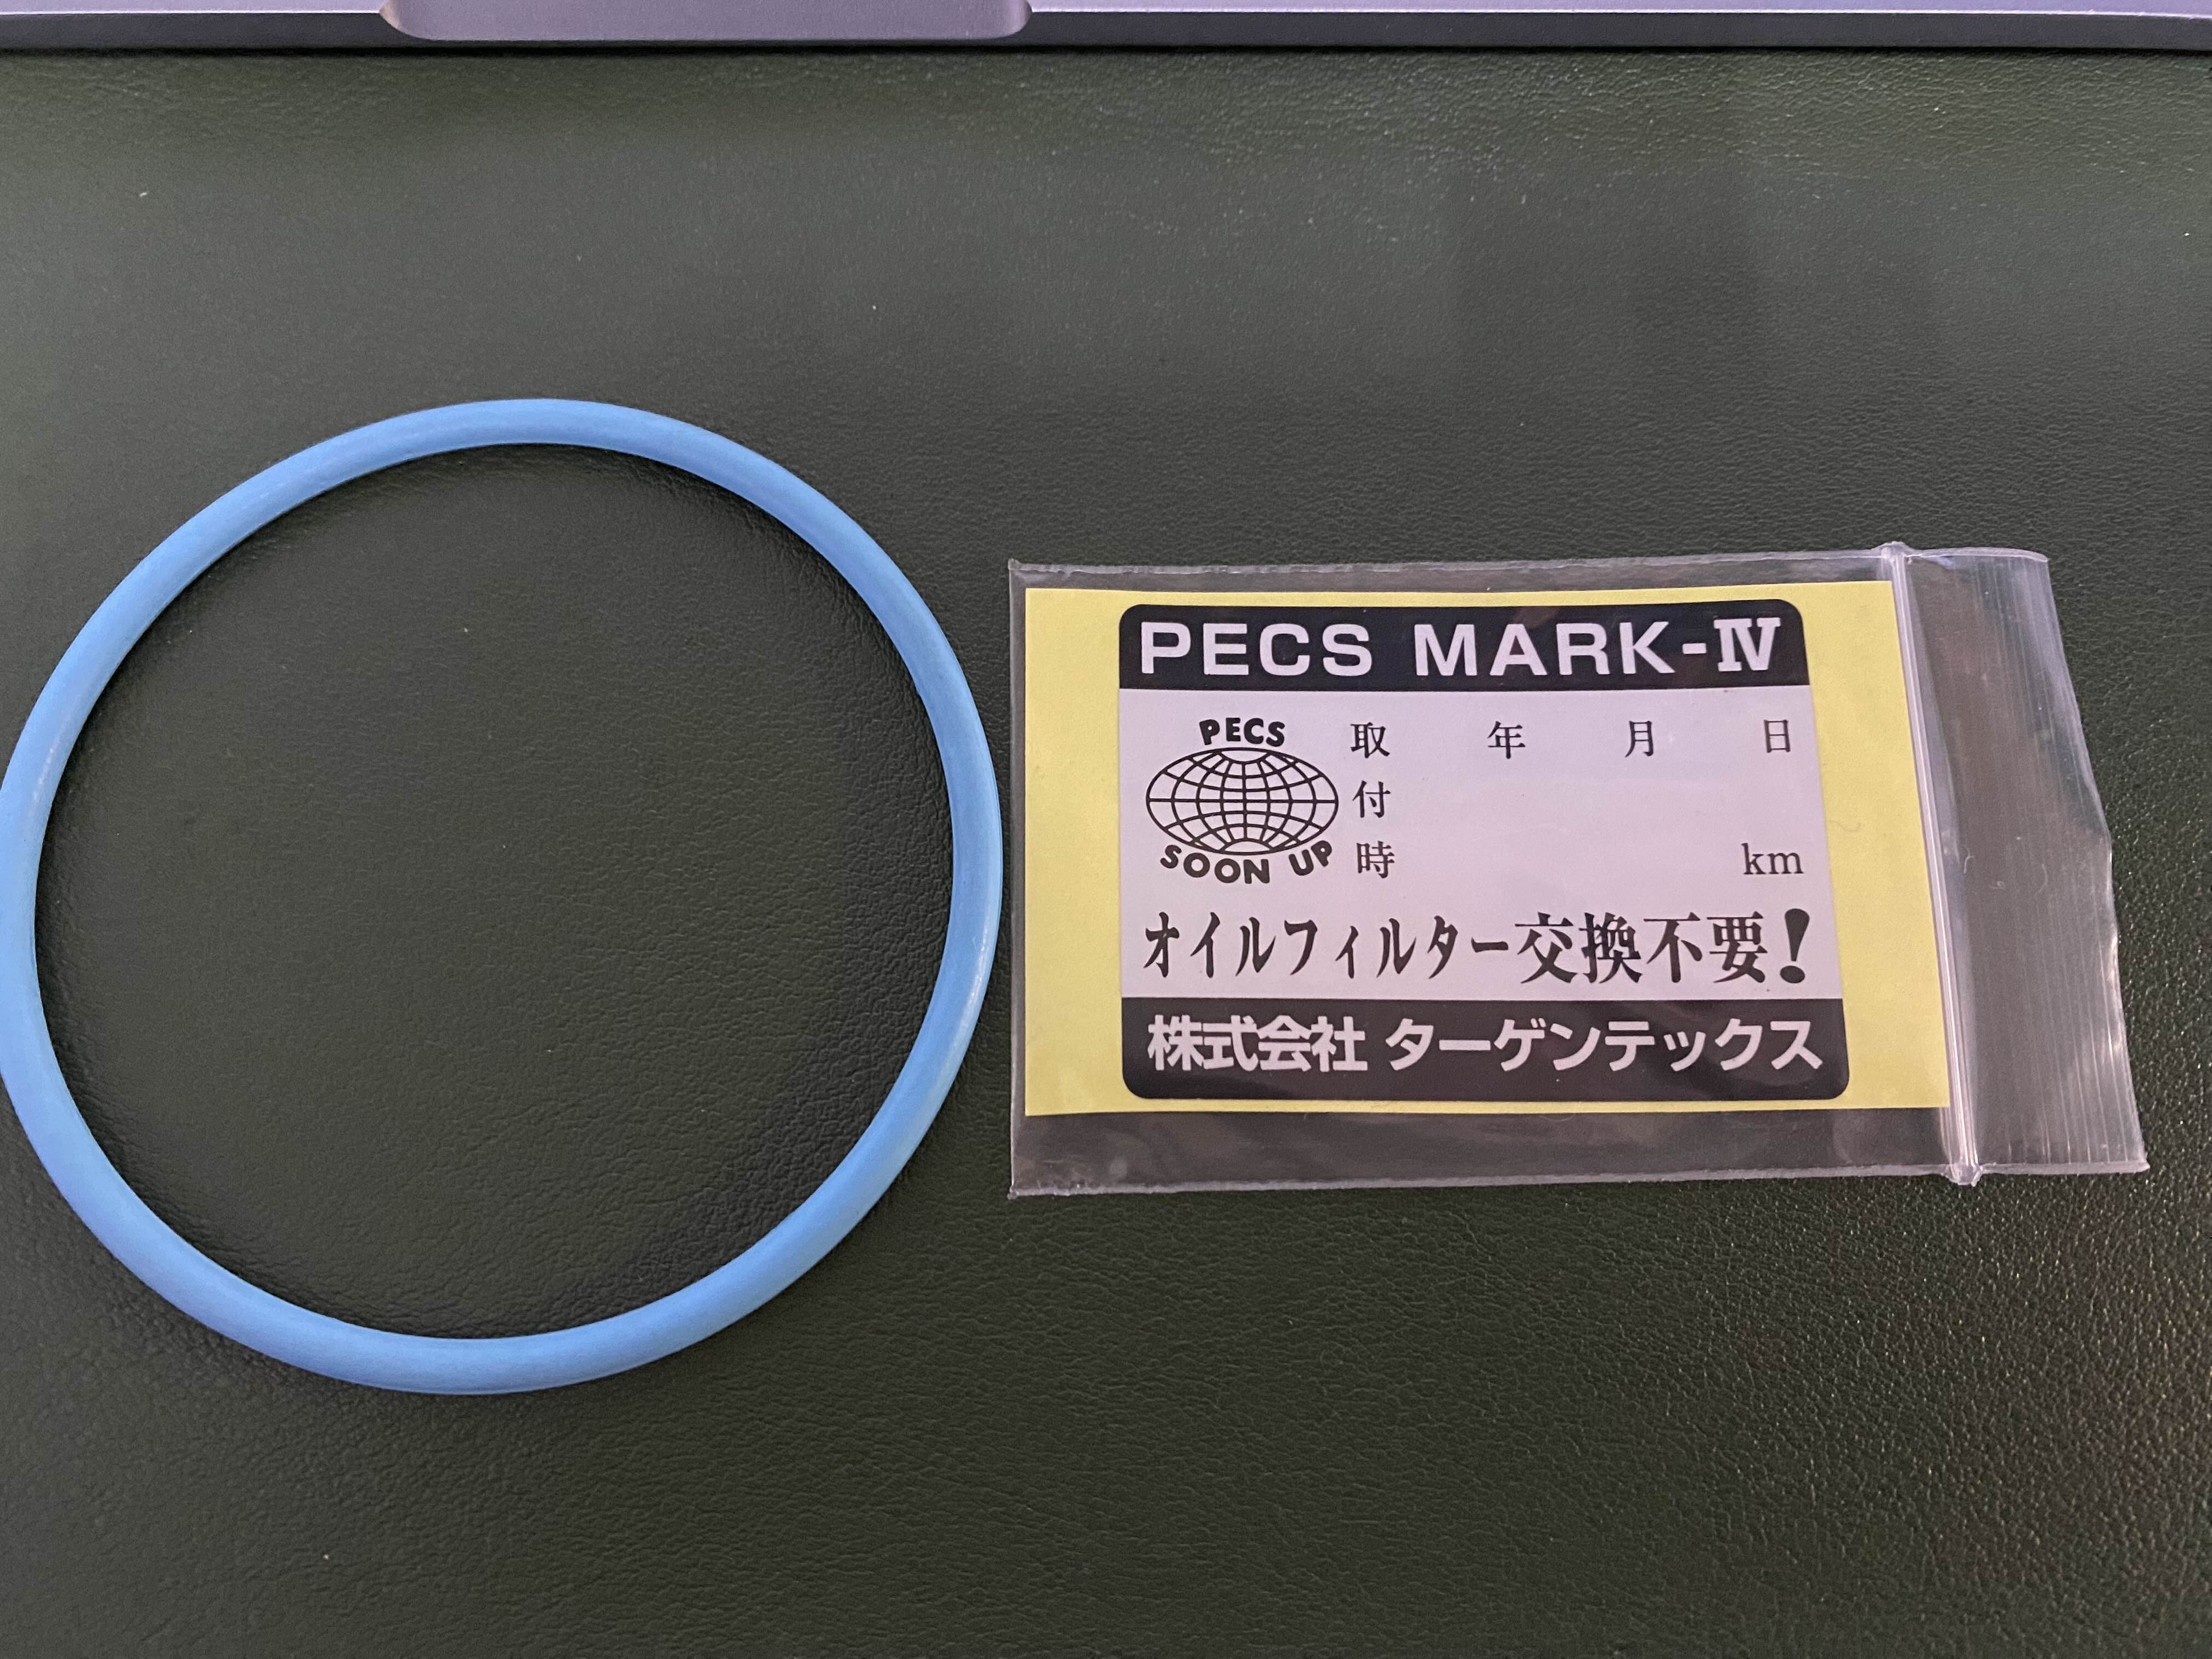 PECS MARK-Ⅳ
PECS
SOON UP
取付時
年 月 日
km
オイルフィルター交換不要!
株式会社 ターゲンテックス